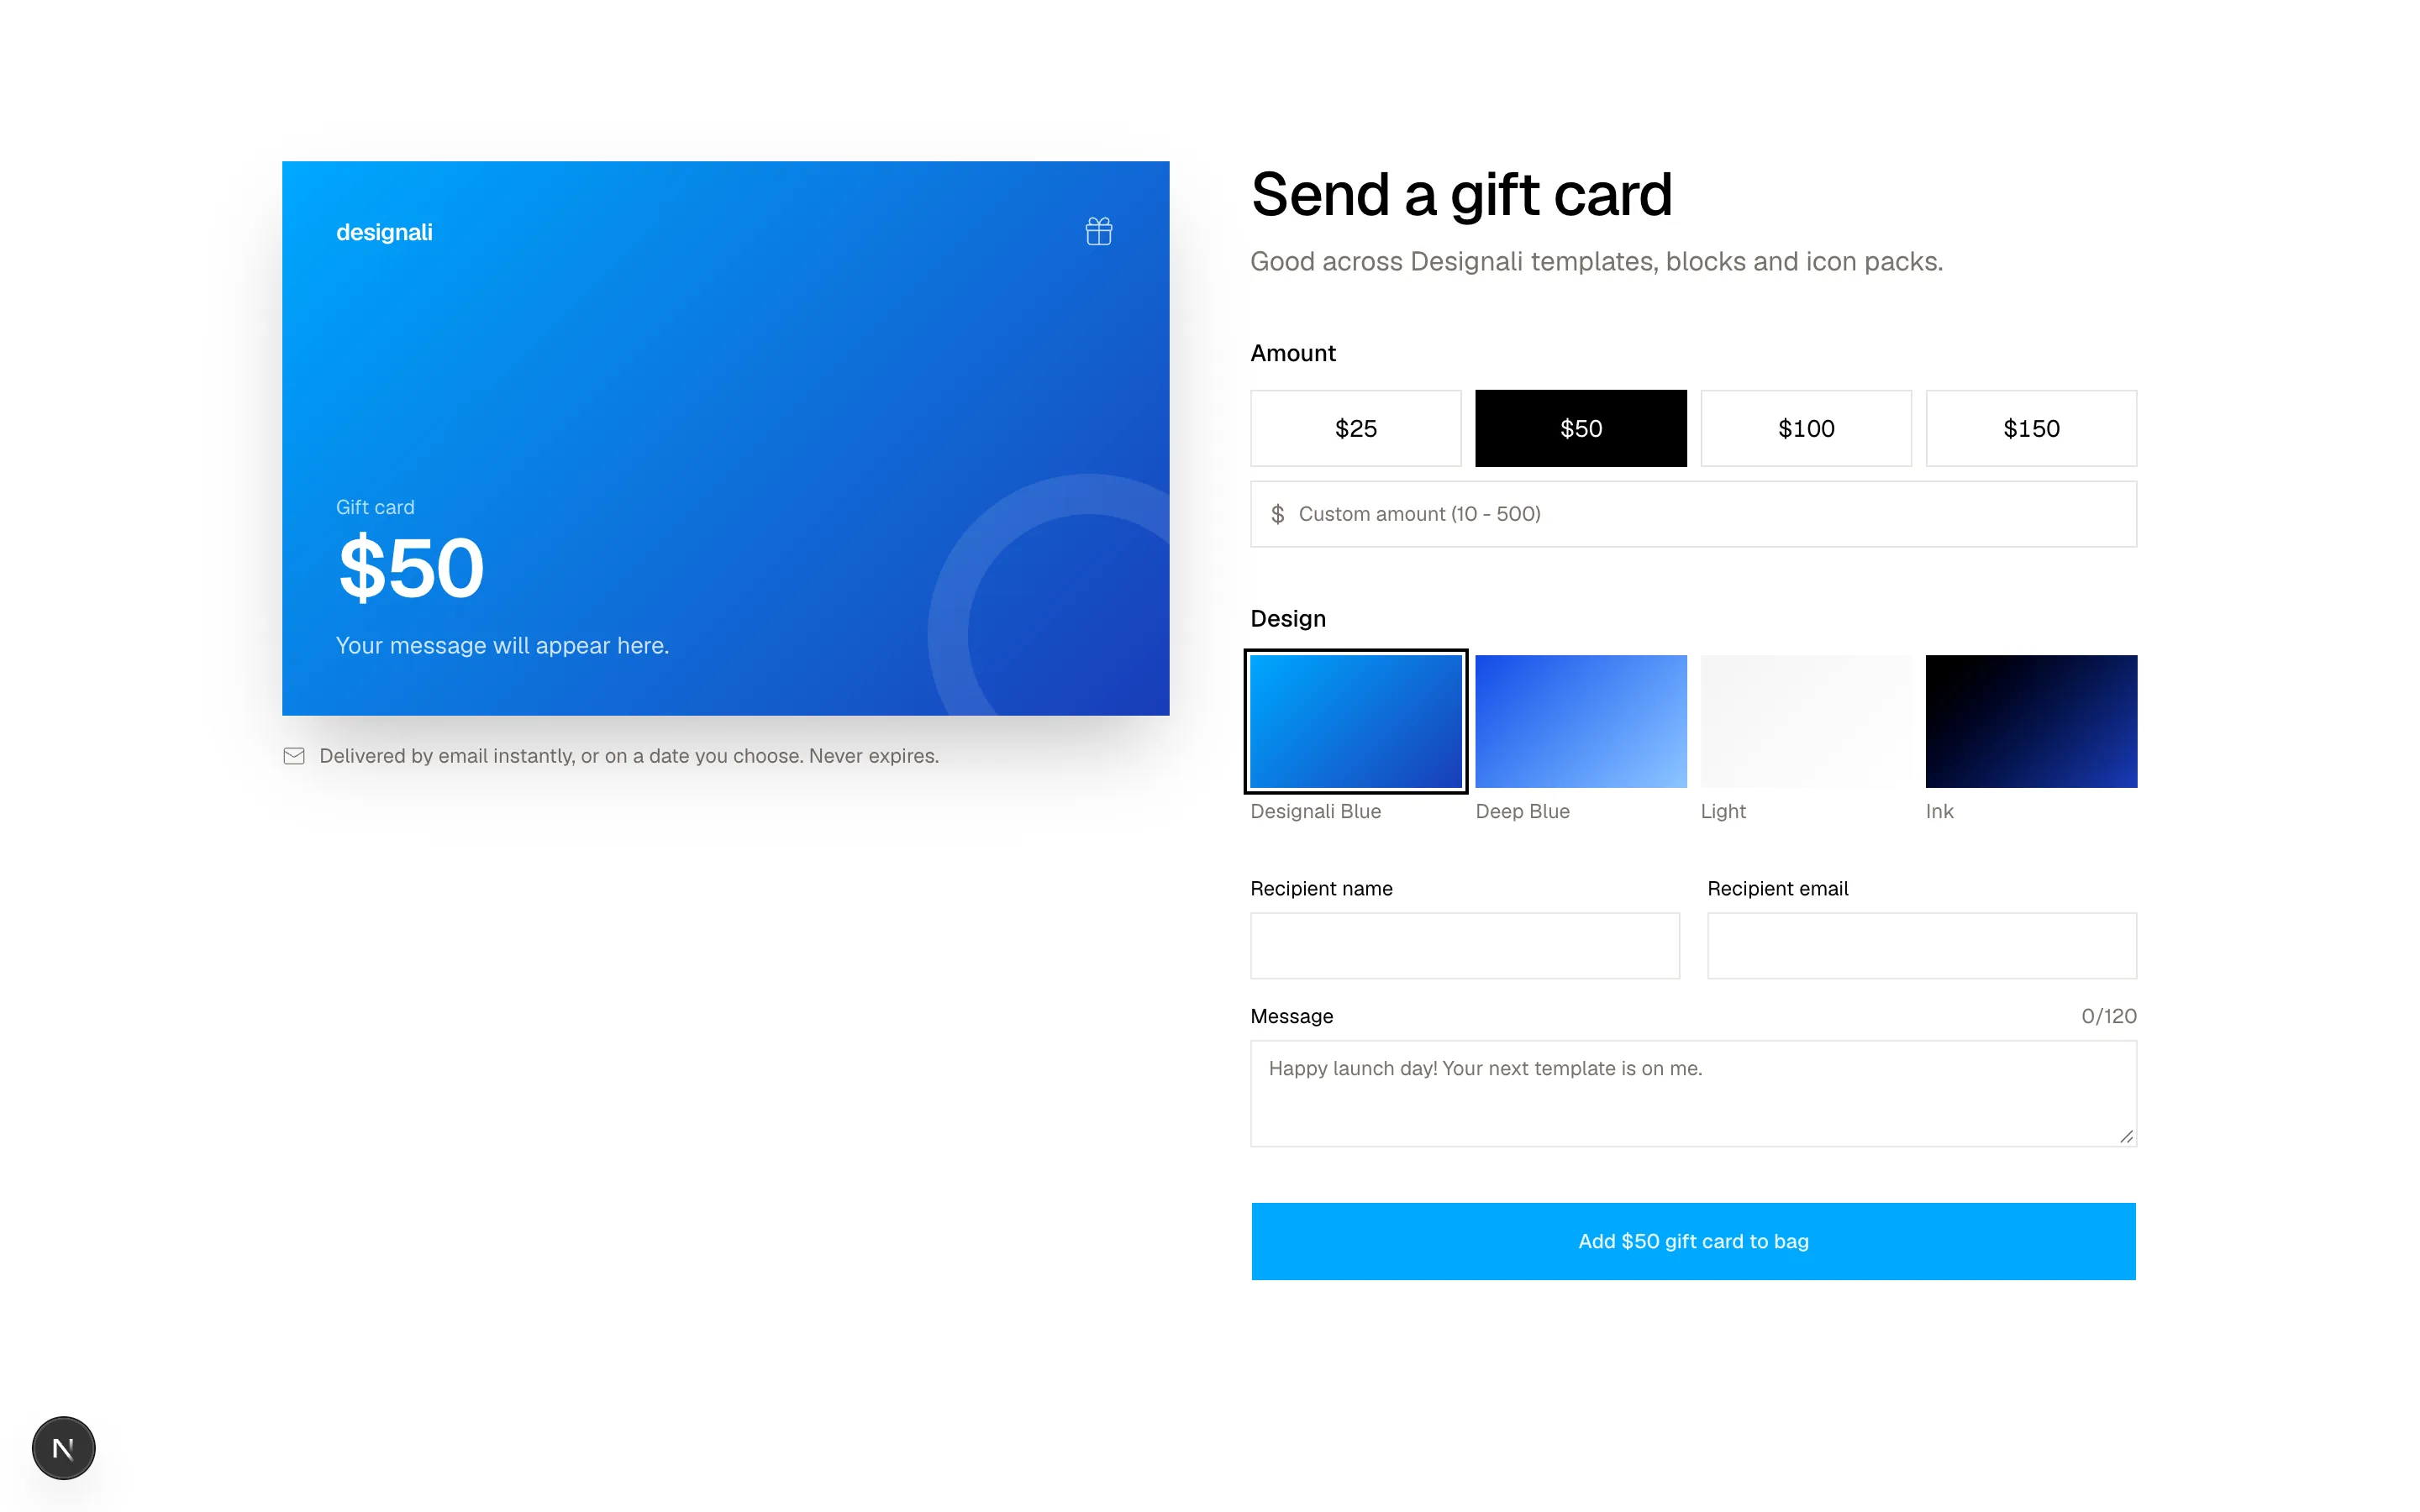 designali
Gift card
$50
Your message will appear here.
Delivered by email instantly, or on a date you choose. Never expires.
Send a gift card
Good across Designali templates, blocks and icon packs.
Amount
$25 $50 $100 $150
$ Custom amount (10 - 500)
Design
Designali Blue Deep Blue Light Ink
Recipient name Recipient email
Message 0/120
Happy launch day! Your next template is on me.
Add $50 gift card to bag
N